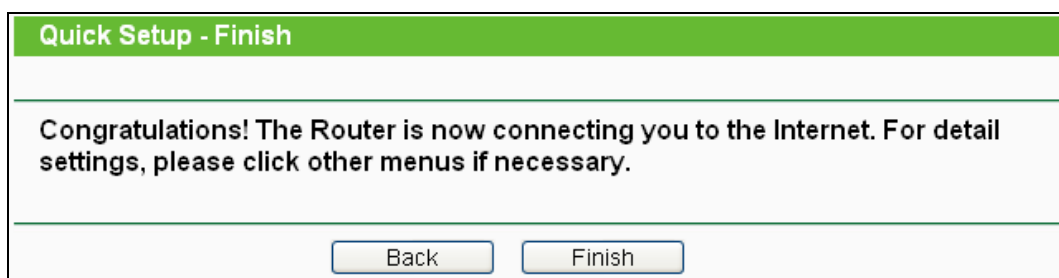 Quick Setup - Finish
Congratulations! The Router is now connecting you to the Internet. For detail
settings, please click other menus if necessary.
Back Finish